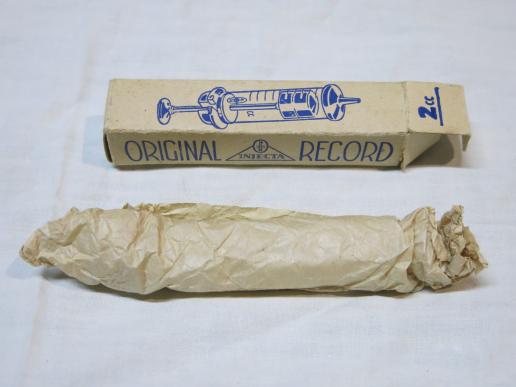 2cc
ORIGINAL INJECTA RECORD